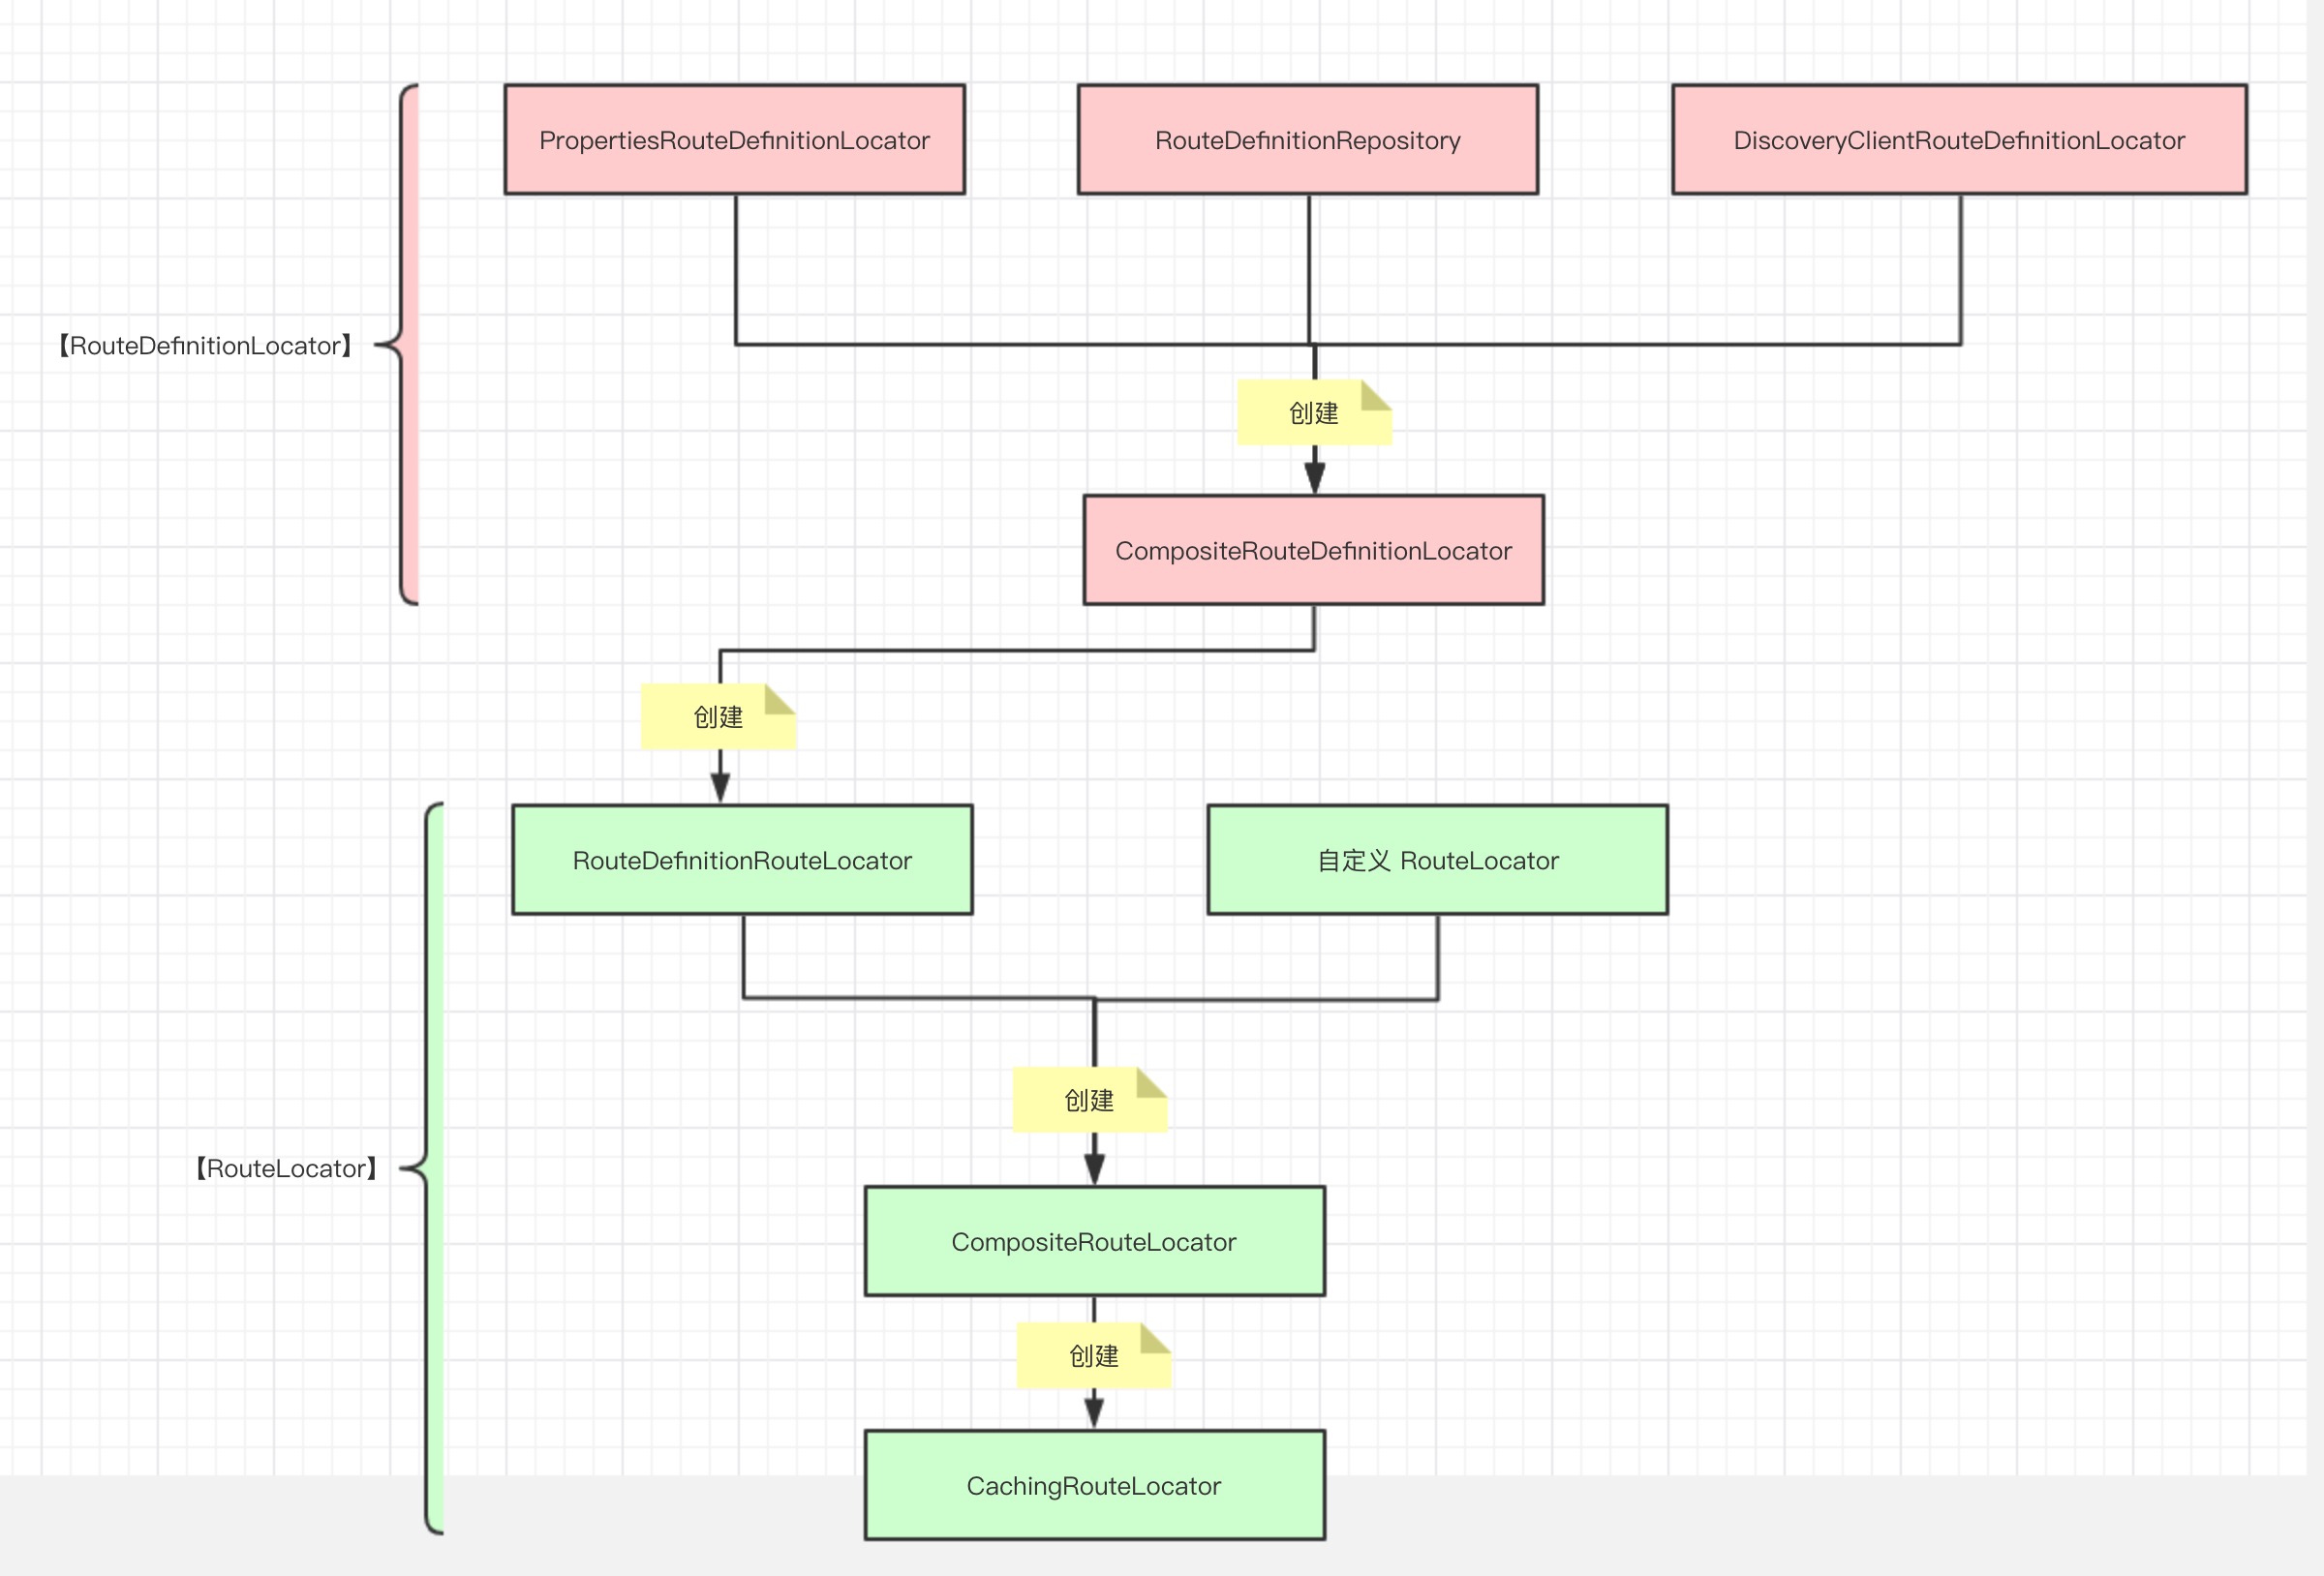 PropertiesRouteDefinitionLocator
RouteDefinitionRepository
DiscoveryClientRouteDefinitionLocator
【RouteDefinitionLocator】
创建
CompositeRouteDefinitionLocator
创建
RouteDefinitionRouteLocator
自定义 RouteLocator
创建
【RouteLocator】
CompositeRouteLocator
创建
CachingRouteLocator